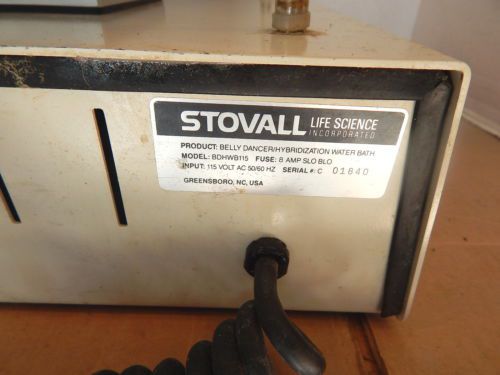 STOVALL LIFE SCIENCE
INCORPORATED
PRODUCT: BELLY DANCER/HYBRIDIZATION WATER BATH
MODEL: BDHWB115 FUSE: 8 AMP SLO BLO
INPUT: 115 VOLT AC 50/60 HZ SERIAL #: C 01840
GREENSBORO, NC, USA